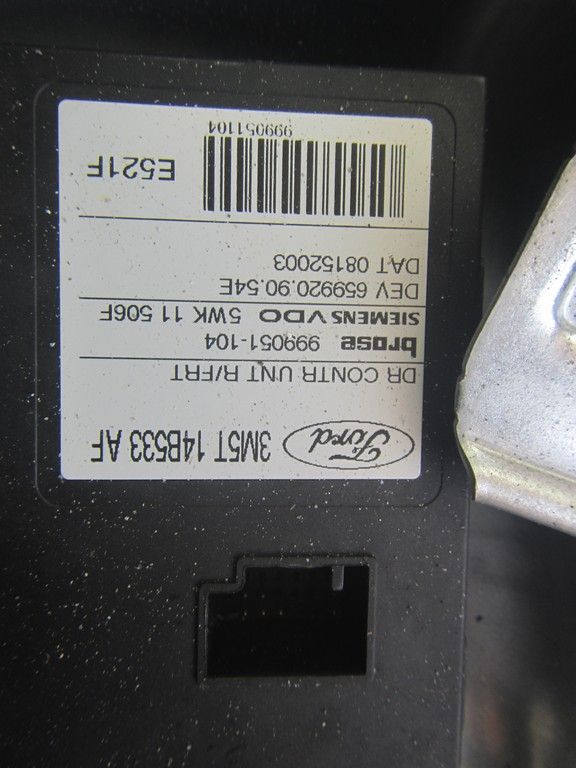 Ford 3M5T 14B533 AF
DR CONTR UNT R/FRT
brose 999051-104
SIEMENS VDO 5WK 11 506F
DEV 659920.90.54E
DAT 08152003
E521F
999051104